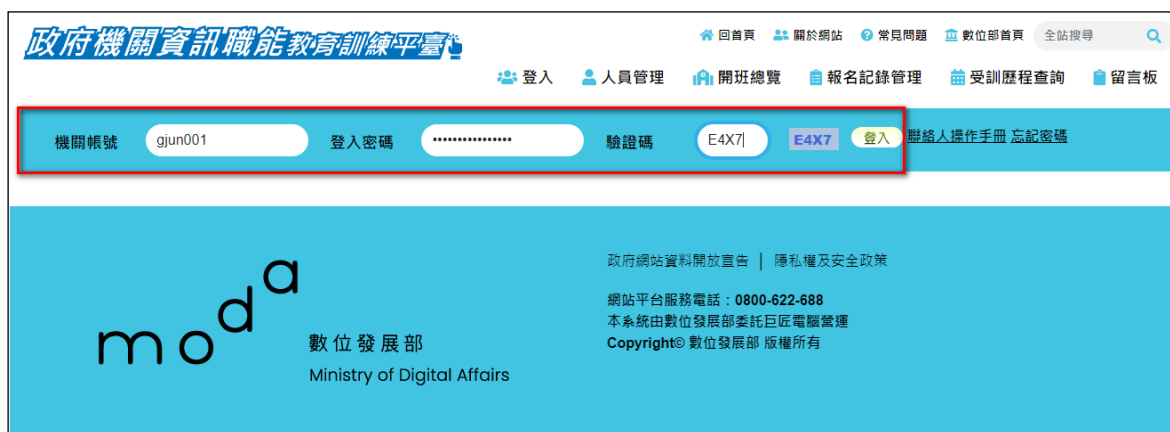 政府機關資訊職能教育訓練平臺
回首頁 關於網站 常見問題 數位部首頁 全站搜尋
登入 人員管理 開班總覽 報名記錄管理 受訓歷程查詢 留言板
機關帳號 gjun001 登入密碼 ••••••••••••••• 驗證碼 E4X7 E4X7 登入 聯絡人操作手冊 忘記密碼
政府網站資料開放宣告 | 隱私權及安全政策
網站平台服務電話：0800-622-688
本系統由數位發展部委託巨匠電腦營運
Copyright© 數位發展部 版權所有
moda
數位發展部
Ministry of Digital Affairs